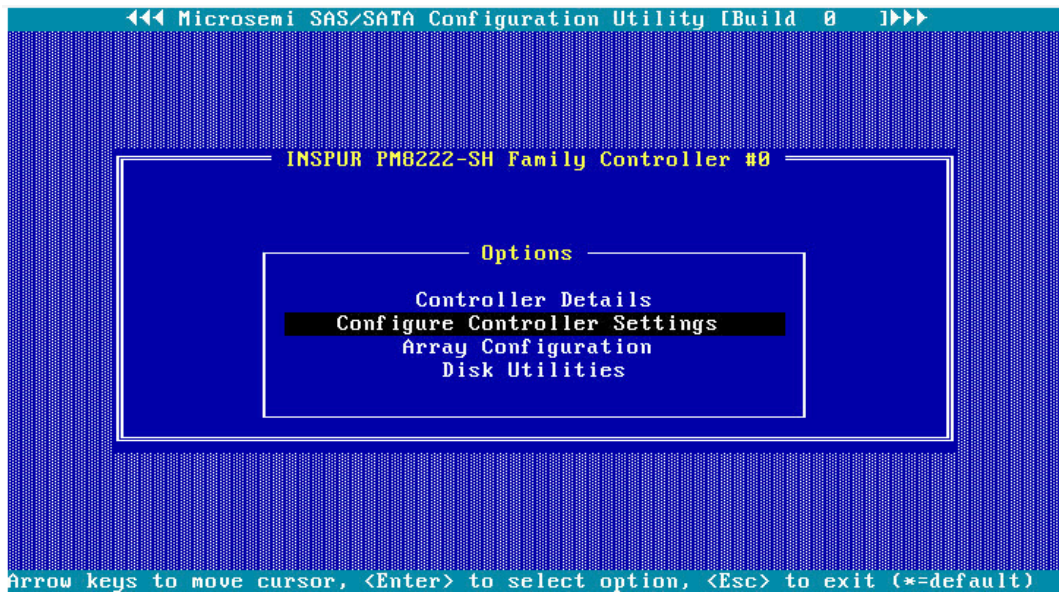 Microsemi SAS/SATA Configuration Utility [Build 0 ]
INSPUR PM8222-SH Family Controller #0
Options
Controller Details
Configure Controller Settings
Array Configuration
Disk Utilities
Arrow keys to move cursor, <Enter> to select option, <Esc> to exit (*=default)